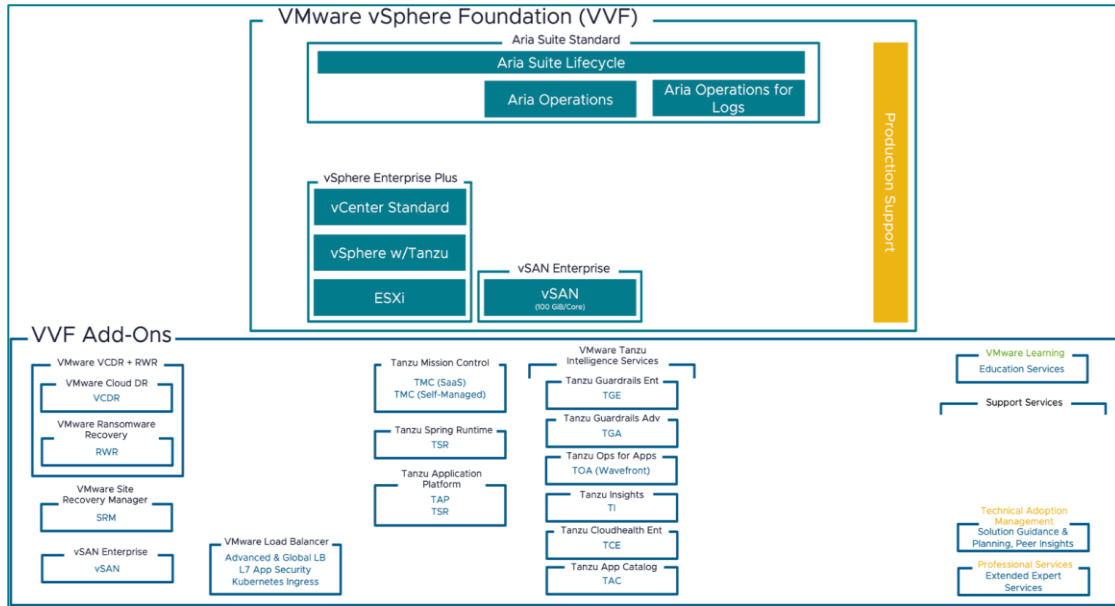 VMware vSphere Foundation (VVF)
Aria Suite Standard
Aria Suite Lifecycle
Aria Operations
Aria Operations for
Logs
Production Support
vSphere Enterprise Plus
vCenter Standard
vSphere w/Tanzu
ESXi
vSAN Enterprise
vSAN
(100 GiB/Core)
VVF Add-Ons
VMware VCDR + RWR
VMware Cloud DR
VCDR
VMware Ransomware
Recovery
RWR
VMware Site
Recovery Manager
SRM
vSAN Enterprise
vSAN
VMware Load Balancer
Advanced & Global LB
L7 App Security
Kubernetes Ingress
Tanzu Mission Control
TMC (SaaS)
TMC (Self-Managed)
Tanzu Spring Runtime
TSR
Tanzu Application
Platform
TAP
TSR
VMware Tanzu
Intelligence Services
Tanzu Guardrails Ent
TGE
Tanzu Guardrails Adv
TGA
Tanzu Ops for Apps
TOA (Wavefront)
Tanzu Insights
TI
Tanzu Cloudhealth Ent
TCE
Tanzu App Catalog
TAC
VMware Learning
Education Services
Support Services
Technical Adoption
Management
Solution Guidance &
Planning, Peer Insights
Professional Services
Extended Expert
Services